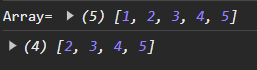 Array= ▶ (5) [1, 2, 3, 4, 5]
▶ (4) [2, 3, 4, 5]